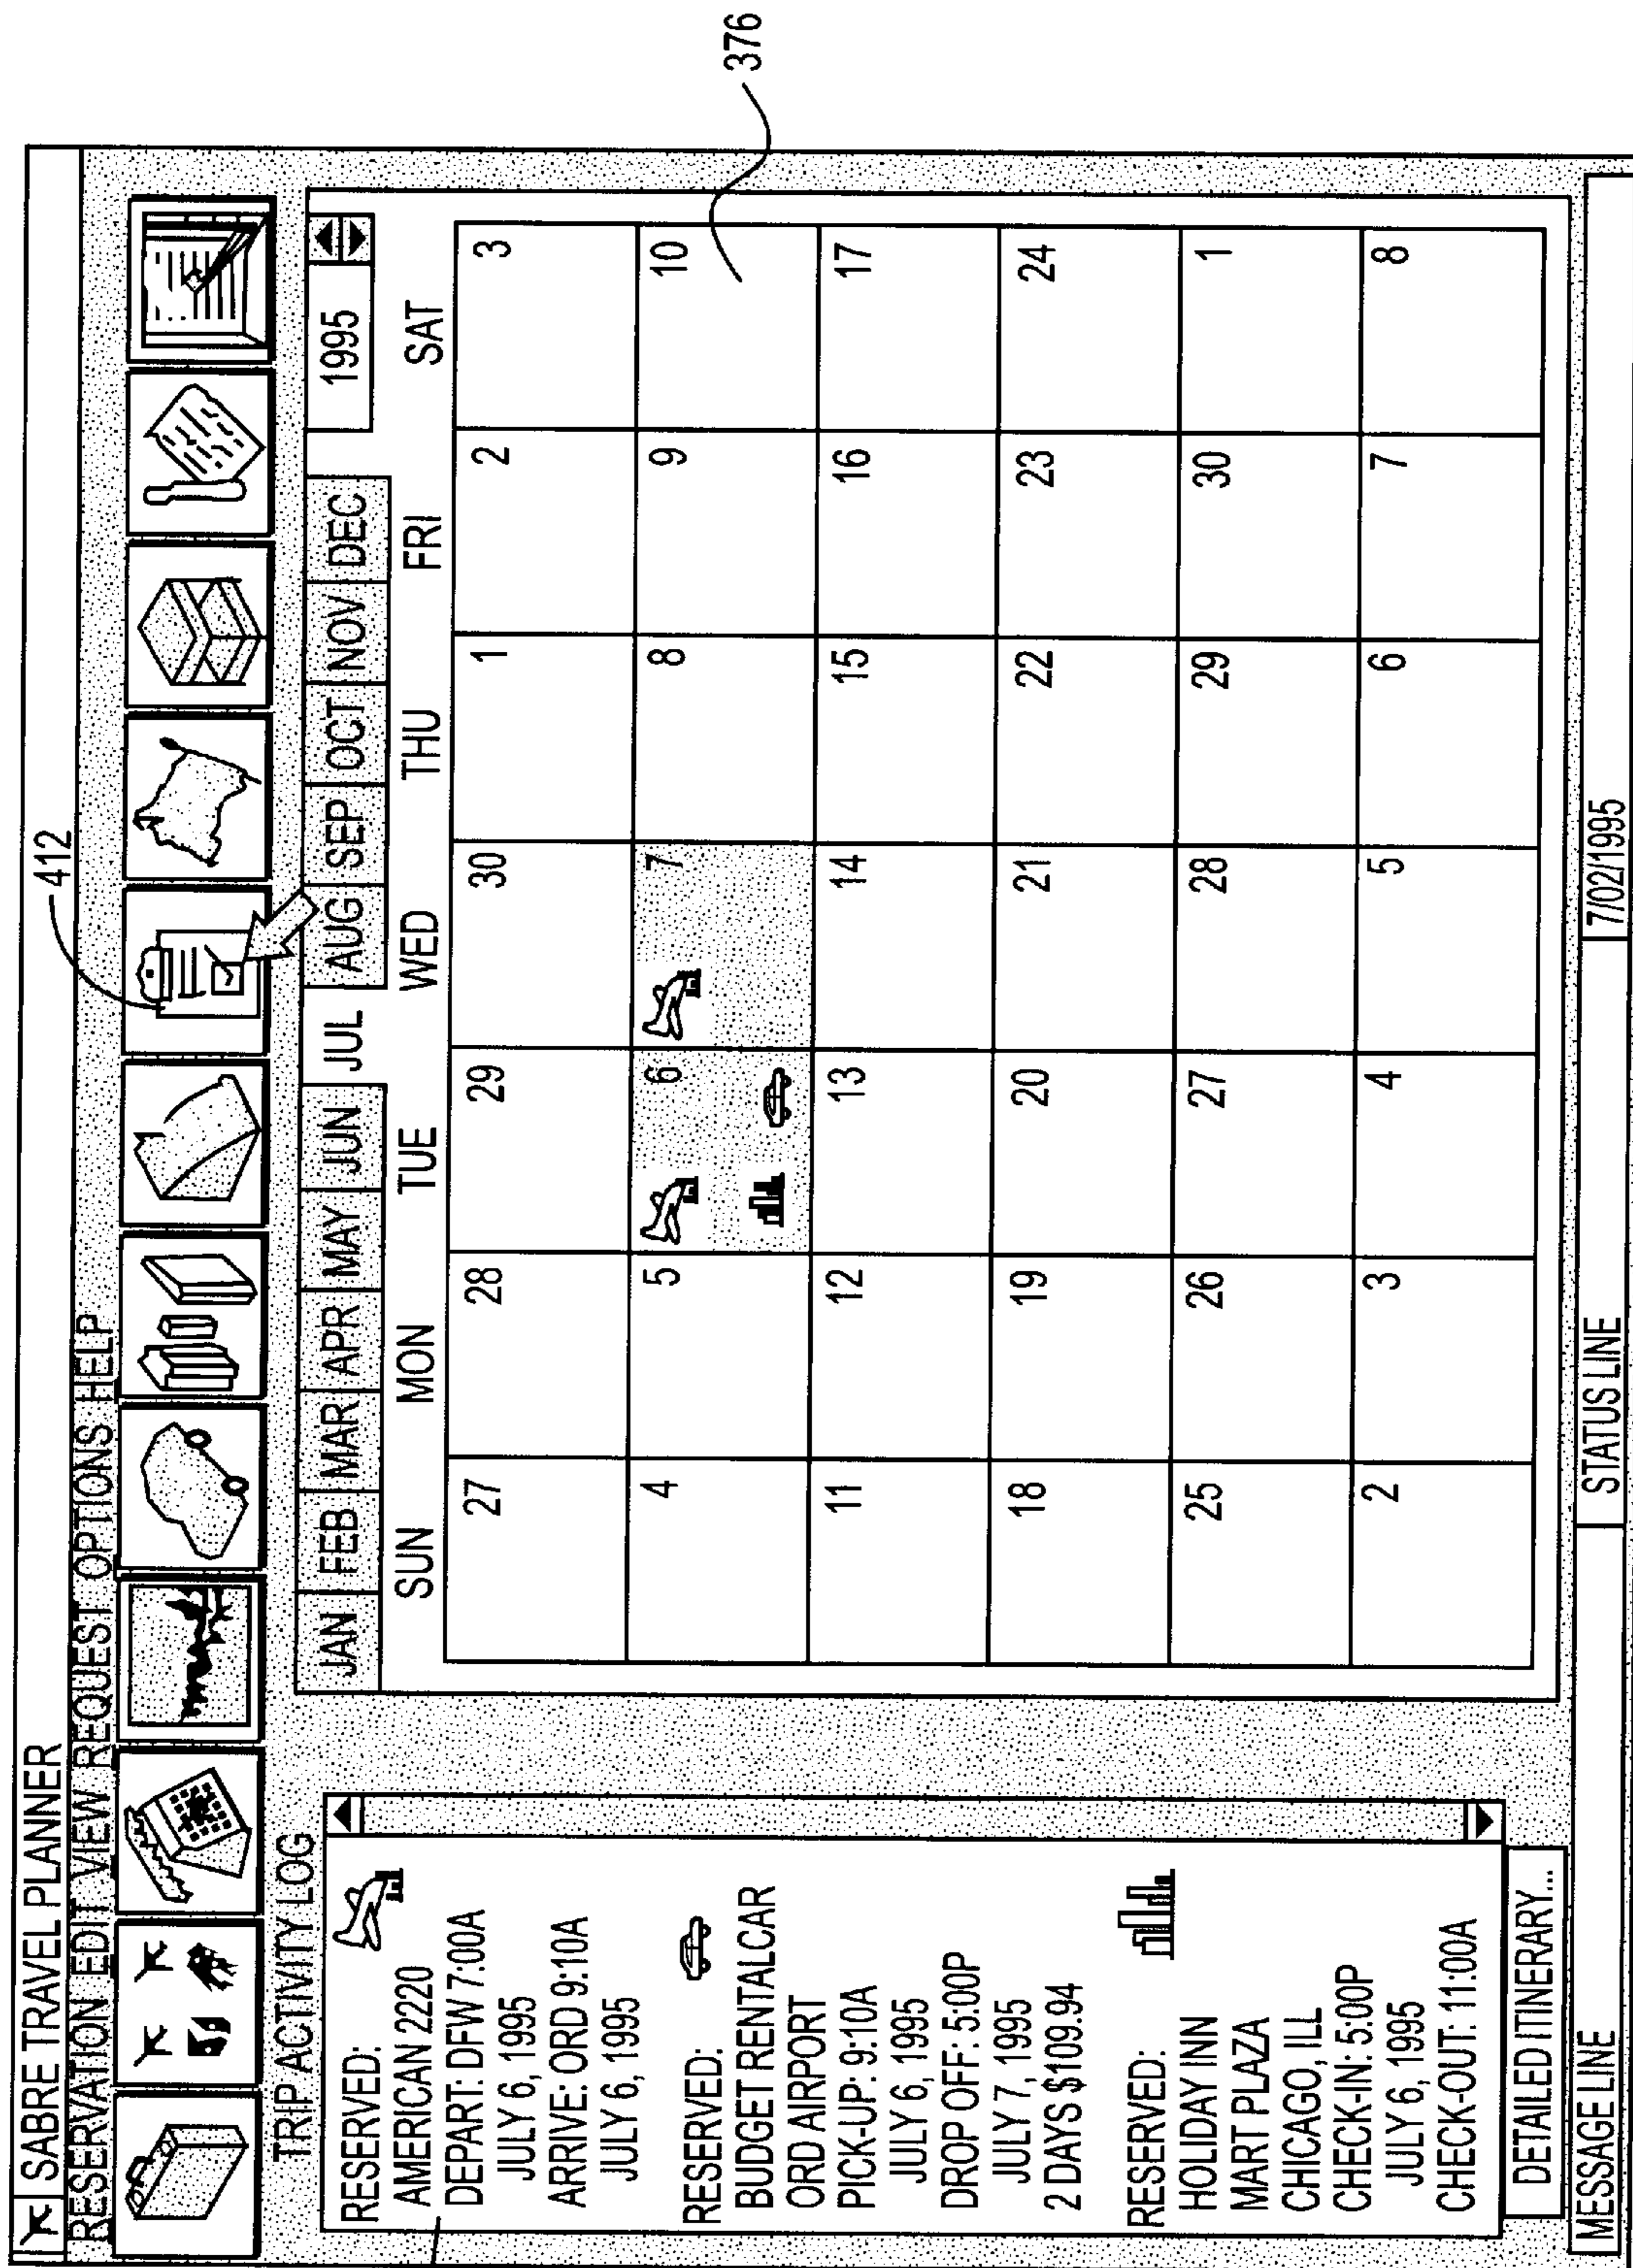 SABRE TRAVEL PLANNER
RESERVATION EDIT VIEW REQUEST OPTIONS HELP
412
TRIP ACTIVITY LOG
RESERVED:
AMERICAN 2220
DEPART: DFW 7:00A
JULY 6, 1995
ARRIVE: ORD 9:10A
JULY 6, 1995
RESERVED:
BUDGET RENTALCAR
ORD AIRPORT
PICK-UP: 9:10A
JULY 6, 1995
DROP OFF: 5:00P
JULY 7, 1995
2 DAYS $109.94
RESERVED:
HOLIDAY INN
MART PLAZA
CHICAGO, ILL
CHECK-IN: 5:00P
JULY 6, 1995
CHECK-OUT: 11:00A
DETAILED ITINERARY...
JAN FEB MAR APR MAY JUN JUL AUG SEP OCT NOV DEC 1995
SUN MON TUE WED THU FRI SAT
27 28 29 30 1 2 3
4 5 6 7 8 9 10
11 12 13 14 15 16 17
18 19 20 21 22 23 24
25 26 27 28 29 30 1
2 3 4 5 6 7 8
376
MESSAGE LINE STATUS LINE 7/02/1995